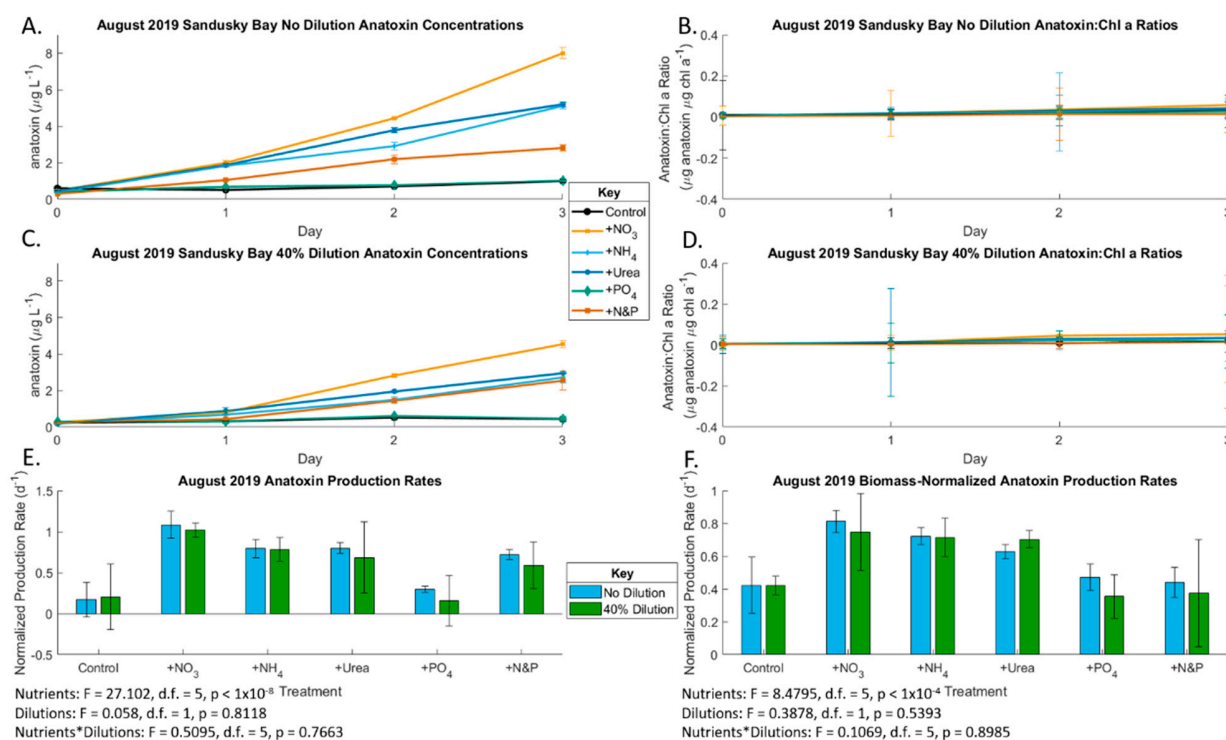 A.
August 2019 Sandusky Bay No Dilution Anatoxin Concentrations
anatoxin (μg L⁻¹)
8
6
4
2
0
0 1 2 3
Day
B.
August 2019 Sandusky Bay No Dilution Anatoxin:Chl a Ratios
Anatoxin:Chl a Ratio
(μg anatoxin μg chl a⁻¹)
0.4
0.2
0
-0.2
-0.4
0 1 2 3
Day
Key
Control
+NO₃
+NH₄
+Urea
+PO₄
+N&P
C.
August 2019 Sandusky Bay 40% Dilution Anatoxin Concentrations
anatoxin (μg L⁻¹)
8
6
4
2
0
0 1 2 3
Day
D.
August 2019 Sandusky Bay 40% Dilution Anatoxin:Chl a Ratios
Anatoxin:Chl a Ratio
(μg anatoxin μg chl a⁻¹)
0.4
0.2
0
-0.2
-0.4
0 1 2
Day
E.
August 2019 Anatoxin Production Rates
Normalized Production Rate (d⁻¹)
1.5
1
0.5
0
-0.5
Control +NO₃ +NH₄ +Urea +PO₄ +N&P
Treatment
Key
No Dilution
40% Dilution
F.
August 2019 Biomass-Normalized Anatoxin Production Rates
Normalized Production Rate (d⁻¹)
1
0.8
0.6
0.4
0.2
0
Control +NO₃ +NH₄ +Urea +PO₄ +N&P
Treatment
Nutrients: F = 27.102, d.f. = 5, p < 1x10⁻⁸
Dilutions: F = 0.058, d.f. = 1, p = 0.8118
Nutrients*Dilutions: F = 0.5095, d.f. = 5, p = 0.7663
Nutrients: F = 8.4795, d.f. = 5, p < 1x10⁻⁴
Dilutions: F = 0.3878, d.f. = 1, p = 0.5393
Nutrients*Dilutions: F = 0.1069, d.f. = 5, p = 0.8985